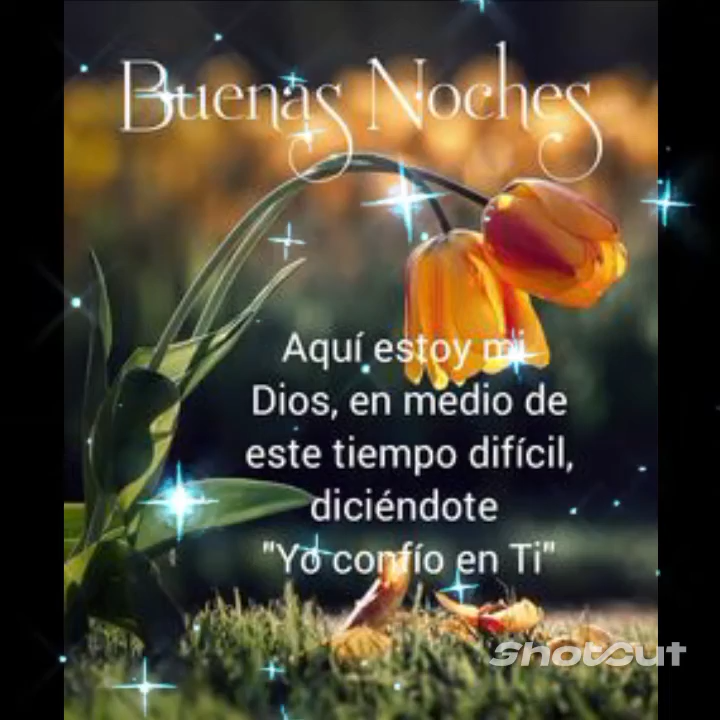 Buenas Noches
Aquí estoy mi
Dios, en medio de
este tiempo difícil,
diciéndote
"Yo confío en Ti"
ShotCut